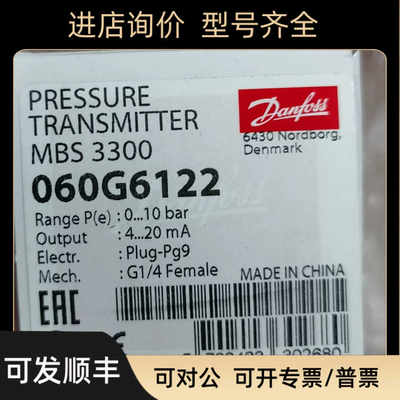 进店询价 型号齐全
PRESSURE
TRANSMITTER
MBS 3300
060G6122
Danfoss
6430 Nordborg,
Denmark
Range P(e) : 0...10 bar
Output : 4...20 mA
Electr. : Plug-Pg9
Mech. : G1/4 Female
MADE IN CHINA
EAC
Danfoss
302680
可发顺丰
可对公 可开专票/普票